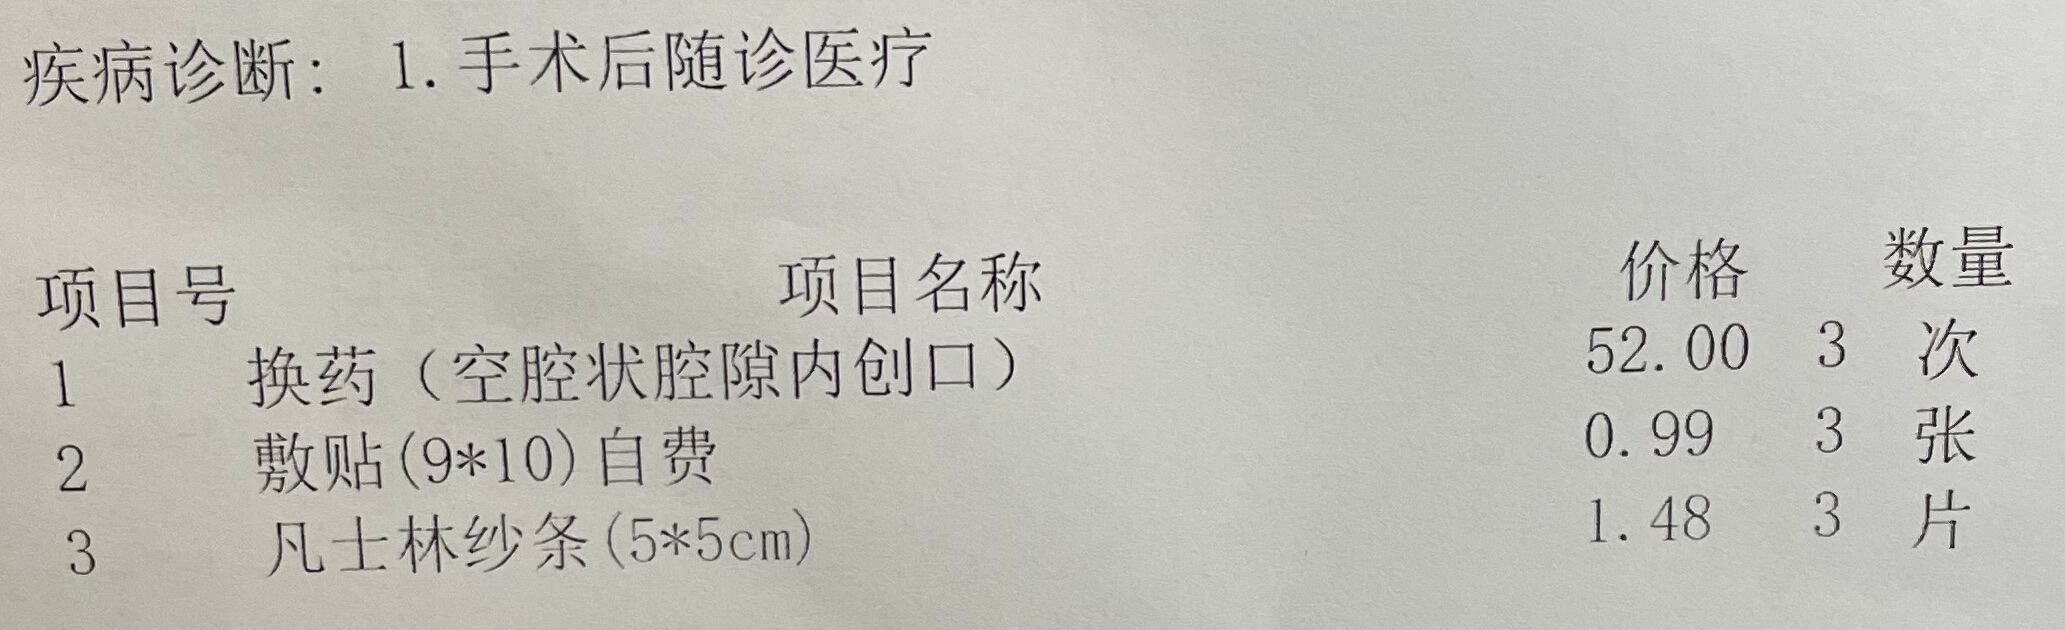 疾病诊断: 1.手术后随诊医疗
项目号 项目名称 价格 数量
1 换药（空腔状腔隙内创口） 52.00 3 次
2 敷贴(9*10)自费 0.99 3 张
3 凡士林纱条(5*5cm) 1.48 3 片